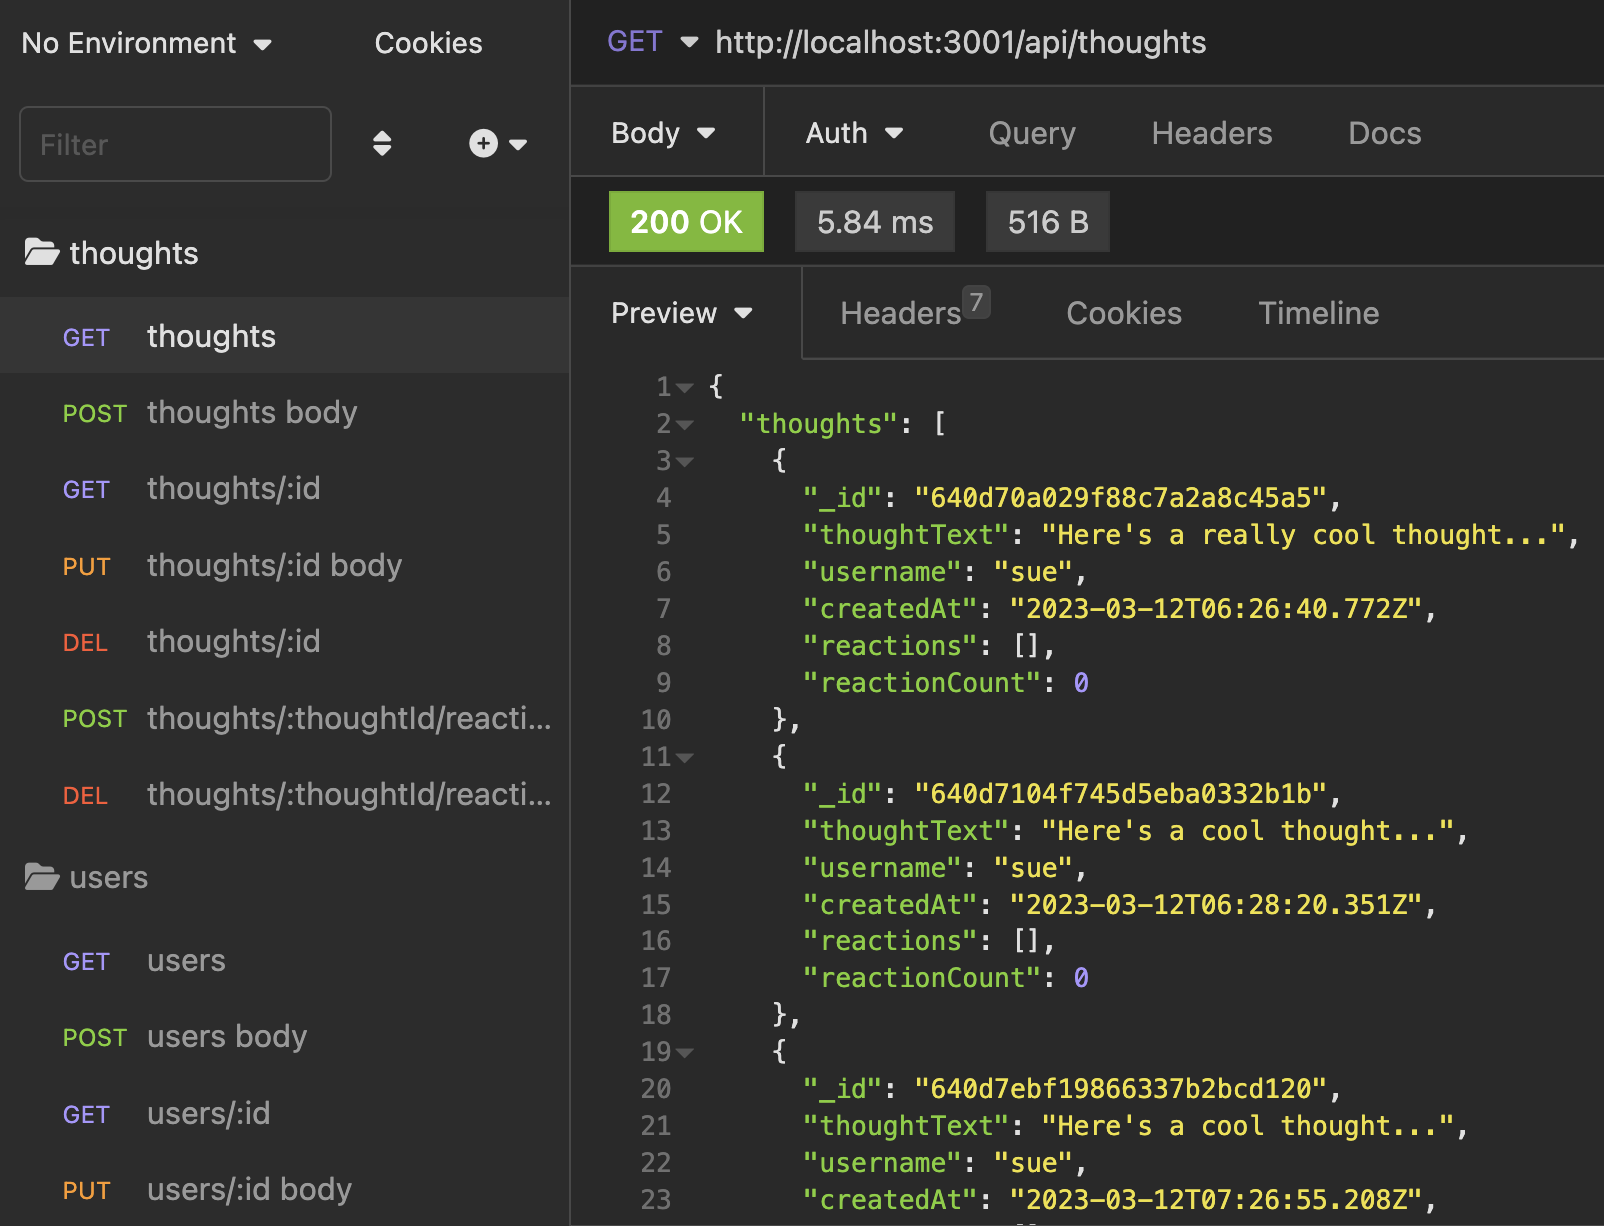 No Environment
Cookies
Filter
thoughts
GET thoughts
POST thoughts body
GET thoughts/:id
PUT thoughts/:id body
DEL thoughts/:id
POST thoughts/:thoughtId/reacti...
DEL thoughts/:thoughtId/reacti...
users
GET users
POST users body
GET users/:id
PUT users/:id body
GET http://localhost:3001/api/thoughts
Body Auth Query Headers Docs
200 OK 5.84 ms 516 B
Preview Headers 7 Cookies Timeline
1 {
2 "thoughts": [
3 {
4 "_id": "640d70a029f88c7a2a8c45a5",
5 "thoughtText": "Here's a really cool thought...",
6 "username": "sue",
7 "createdAt": "2023-03-12T06:26:40.772Z",
8 "reactions": [],
9 "reactionCount": 0
10 },
11 {
12 "_id": "640d7104f745d5eba0332b1b",
13 "thoughtText": "Here's a cool thought...",
14 "username": "sue",
15 "createdAt": "2023-03-12T06:28:20.351Z",
16 "reactions": [],
17 "reactionCount": 0
18 },
19 {
20 "_id": "640d7ebf19866337b2bcd120",
21 "thoughtText": "Here's a cool thought...",
22 "username": "sue",
23 "createdAt": "2023-03-12T07:26:55.208Z",